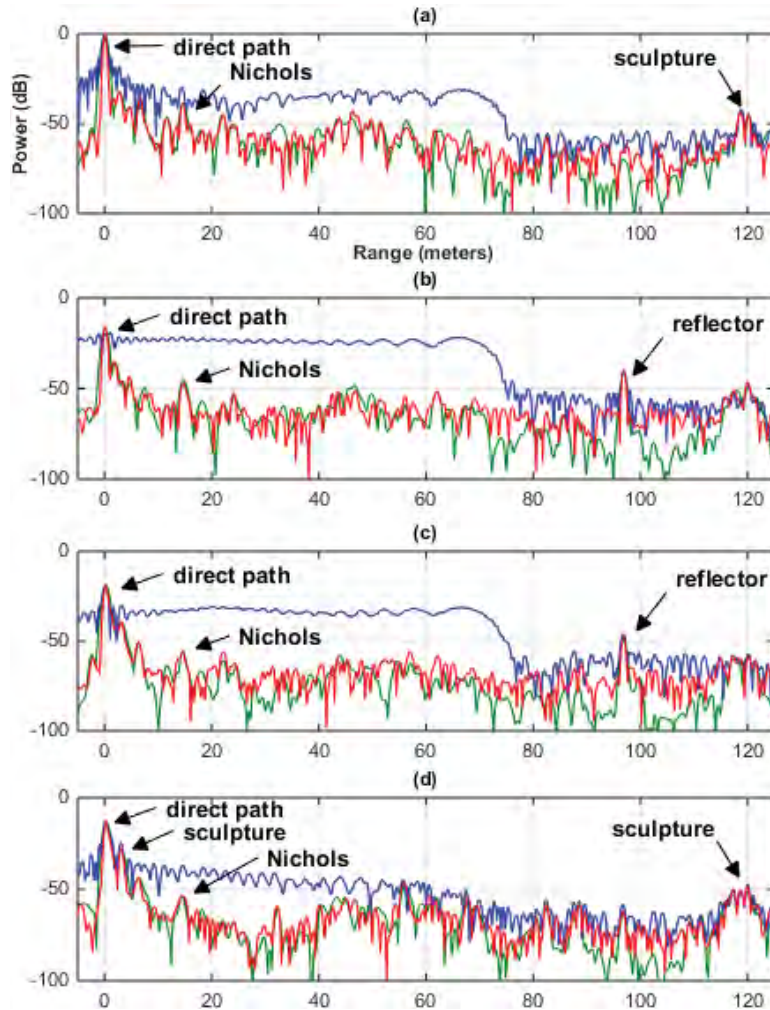 (a)
0
direct path
Nichols
sculpture
Power (dB)
-50
-100
0 20 40 60 80 100 120
Range (meters)
(b)
0
direct path
reflector
Nichols
-50
-100
0 20 40 60 80 100 120
(c)
0
direct path
reflector
Nichols
-50
-100
0 20 40 60 80 100 120
(d)
0
direct path
sculpture
sculpture
Nichols
-50
-100
0 20 40 60 80 100 120